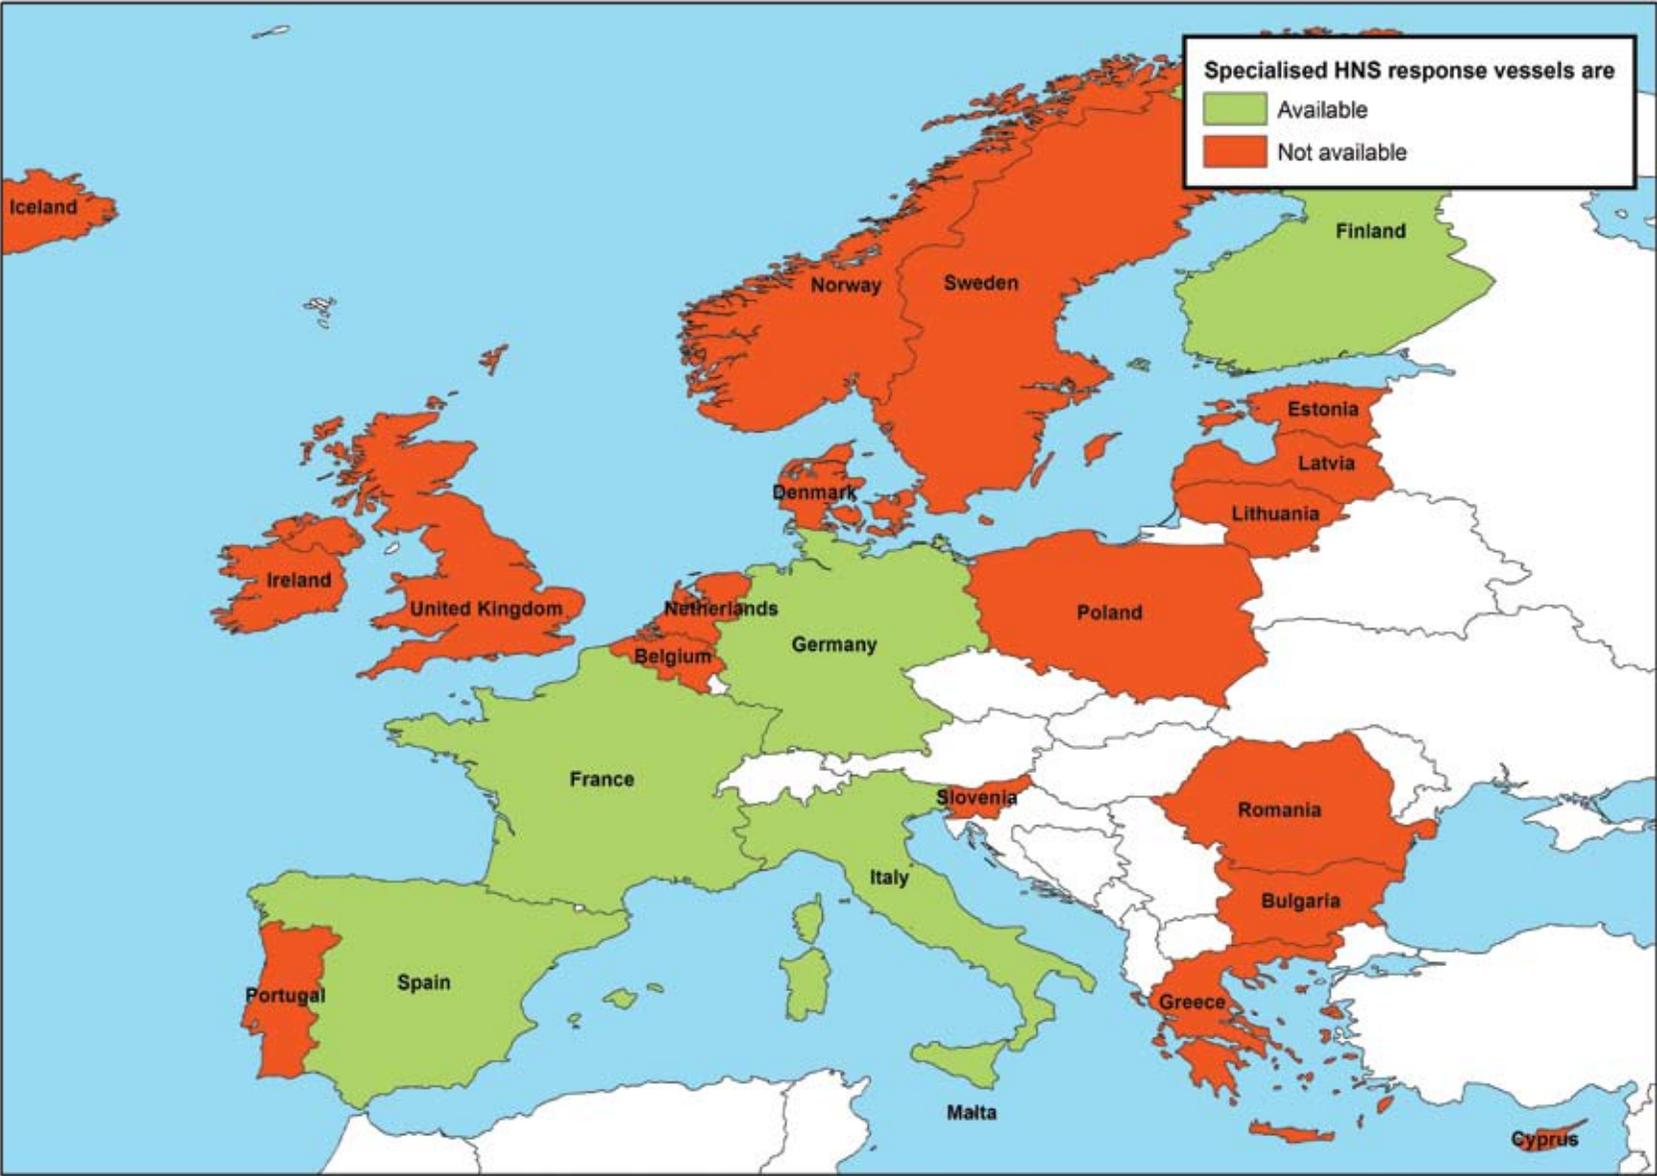 Specialised HNS response vessels are
Available
Not available
Iceland
Finland
Norway
Sweden
Estonia
Latvia
Denmark
Lithuania
Ireland
United Kingdom
Netherlands
Poland
Germany
Belgium
France
Slovenia
Romania
Italy
Bulgaria
Spain
Portugal
Greece
Malta
Cyprus